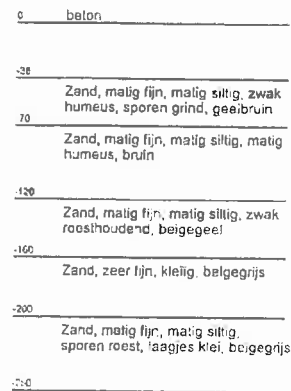 0 beton
-35
Zand, matig fijn, matig siltig, zwak
humeus, sporen grind, geelbruin
70
Zand, matig fijn, matig siltig, matig
humeus, bruin
-120
Zand, matig fijn, matig siltig, zwak
roesthoudend, beigegeel
-160
Zand, zeer fijn, kleiig, beigegrijs
-200
Zand, matig fijn, matig siltig,
sporen roest, laagjes klei, beigegrijs
-250